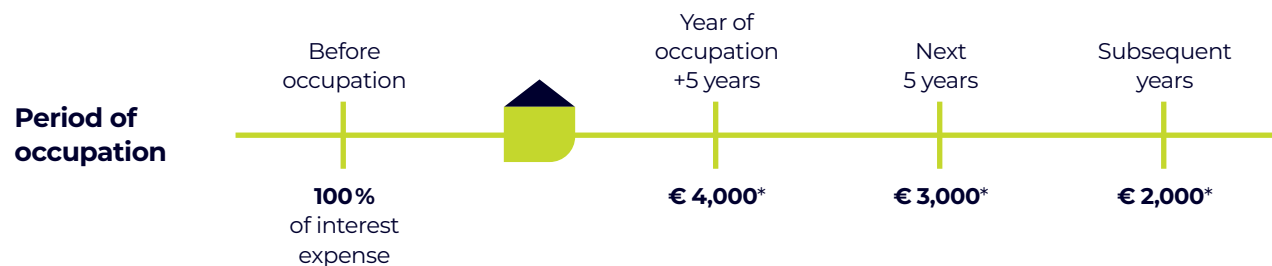 Period of
occupation
Before
occupation
Year of
occupation
+5 years
Next
5 years
Subsequent
years
100%
of interest
expense
€ 4,000*
€ 3,000*
€ 2,000*